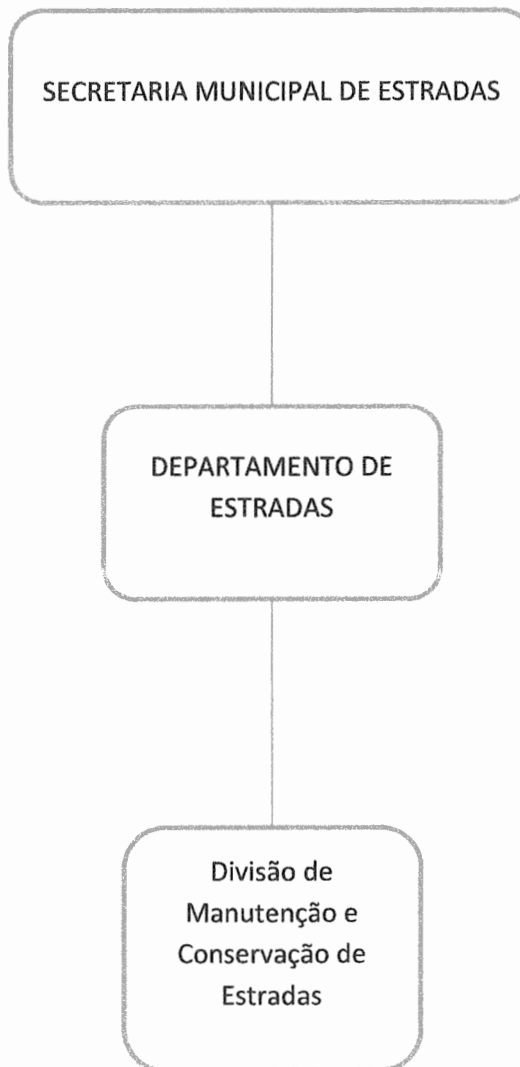 SECRETARIA MUNICIPAL DE ESTRADAS
DEPARTAMENTO DE
ESTRADAS
Divisão de
Manutenção e
Conservação de
Estradas